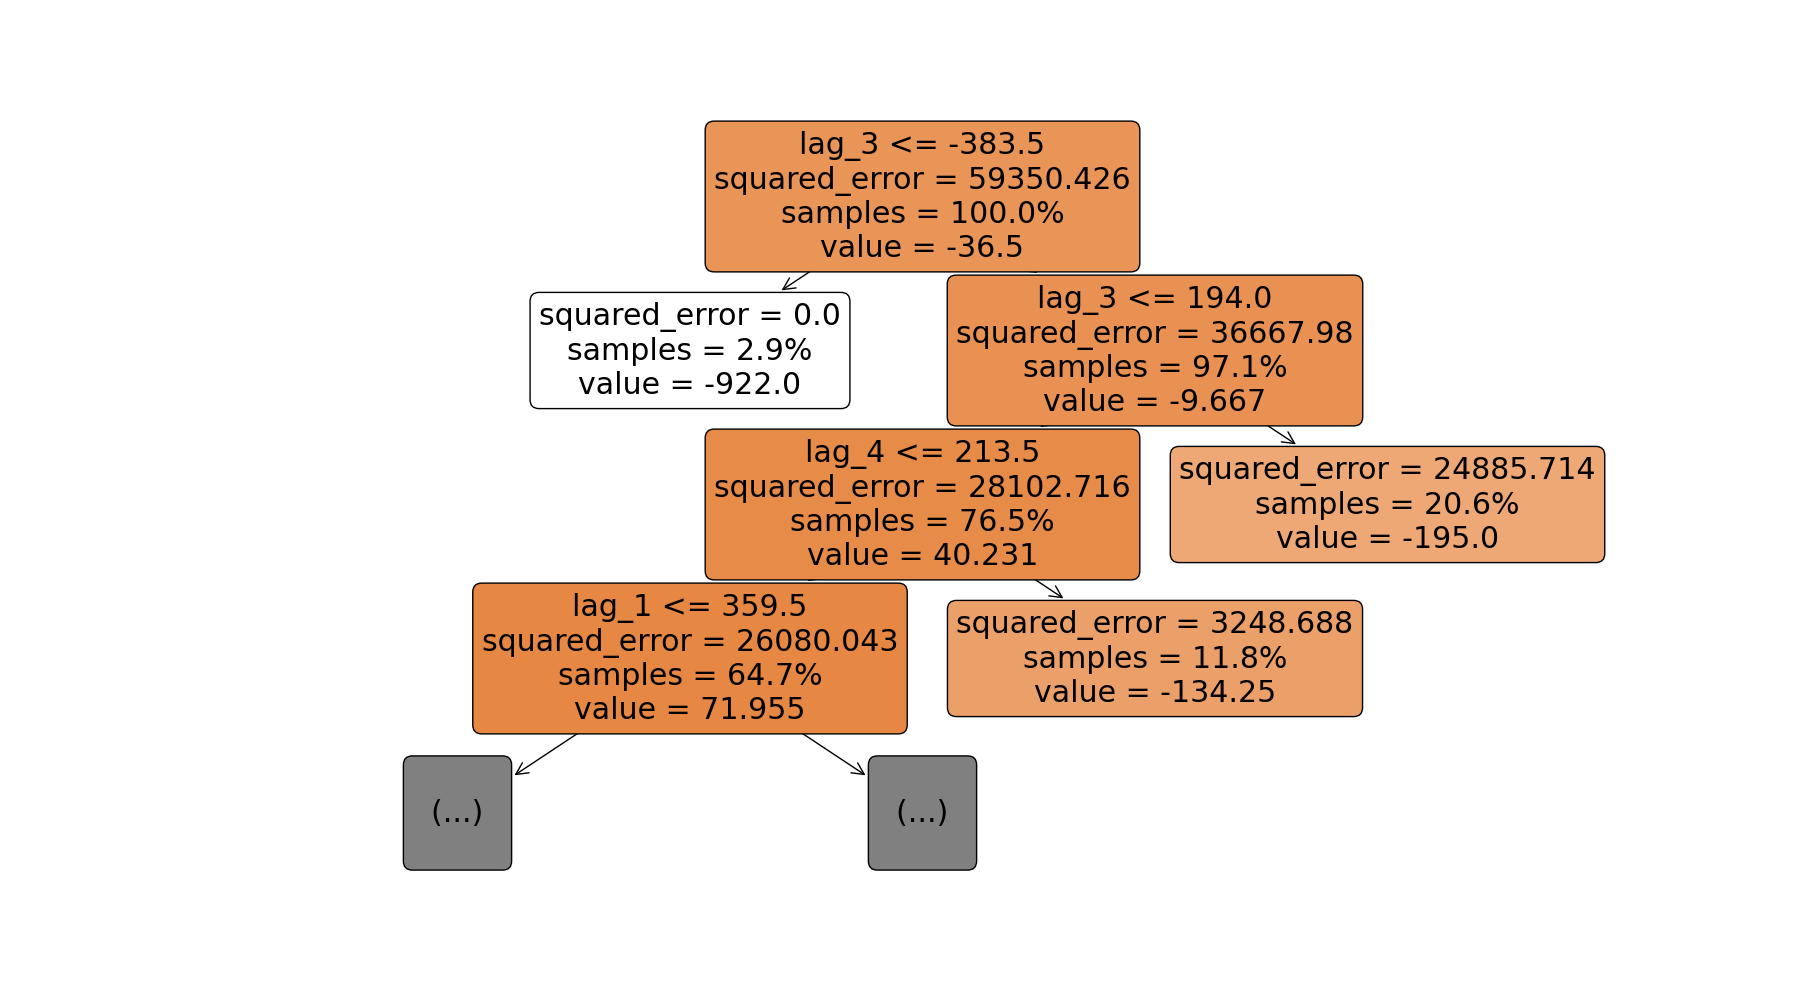 lag_3 <= -383.5
squared_error = 59350.426
samples = 100.0%
value = -36.5
squared_error = 0.0
samples = 2.9%
value = -922.0
lag_3 <= 194.0
squared_error = 36667.98
samples = 97.1%
value = -9.667
lag_4 <= 213.5
squared_error = 28102.716
samples = 76.5%
value = 40.231
squared_error = 24885.714
samples = 20.6%
value = -195.0
lag_1 <= 359.5
squared_error = 26080.043
samples = 64.7%
value = 71.955
squared_error = 3248.688
samples = 11.8%
value = -134.25
(...)
(...)